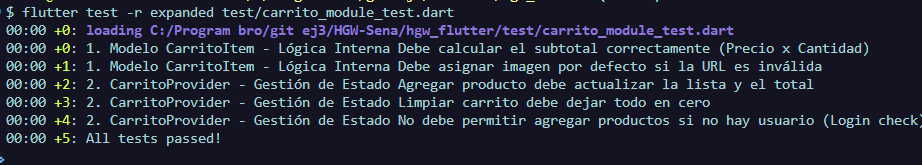 $ flutter test -r expanded test/carrito_module_test.dart
00:00 +0: loading C:/Program bro/git ej3/HGW-Sena/hgw_flutter/test/carrito_module_test.dart
00:00 +0: 1. Modelo CarritoItem - Lógica Interna Debe calcular el subtotal correctamente (Precio x Cantidad)
00:00 +1: 1. Modelo CarritoItem - Lógica Interna Debe asignar imagen por defecto si la URL es inválida
00:00 +2: 2. CarritoProvider - Gestión de Estado Agregar producto debe actualizar la lista y el total
00:00 +3: 2. CarritoProvider - Gestión de Estado Limpiar carrito debe dejar todo en cero
00:00 +4: 2. CarritoProvider - Gestión de Estado No debe permitir agregar productos si no hay usuario (Login check)
00:00 +5: All tests passed!